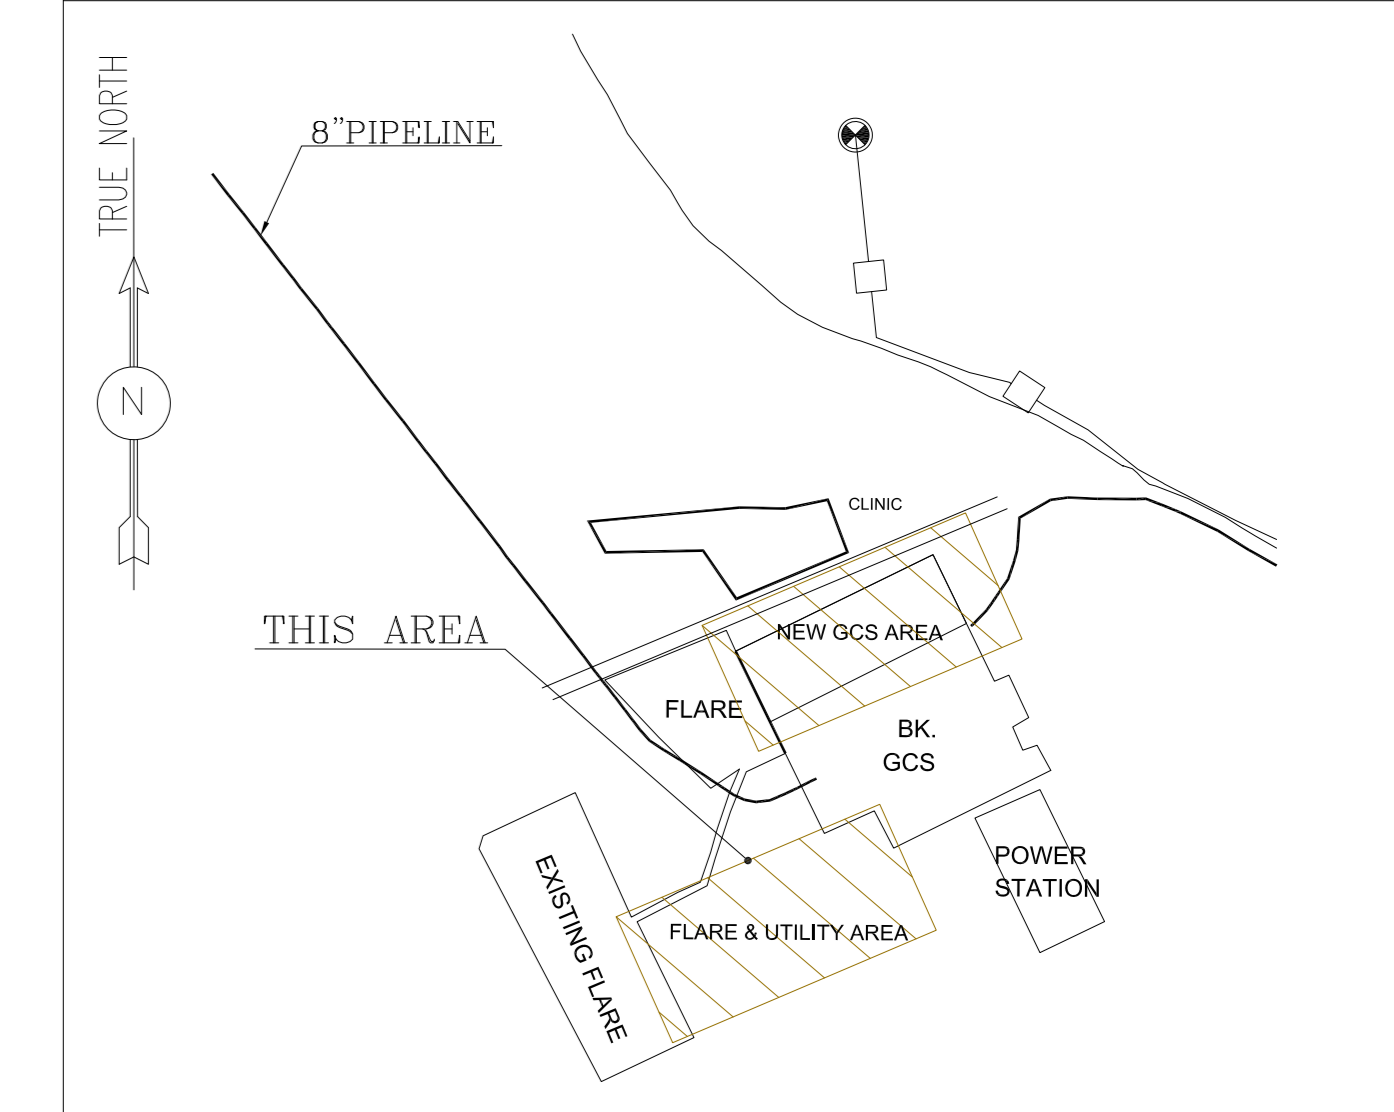 TRUE NORTH
8"PIPELINE
N
CLINIC
THIS AREA
NEW GCS AREA
FLARE
BK.
GCS
POWER
STATION
EXISTING FLARE
FLARE & UTILITY AREA